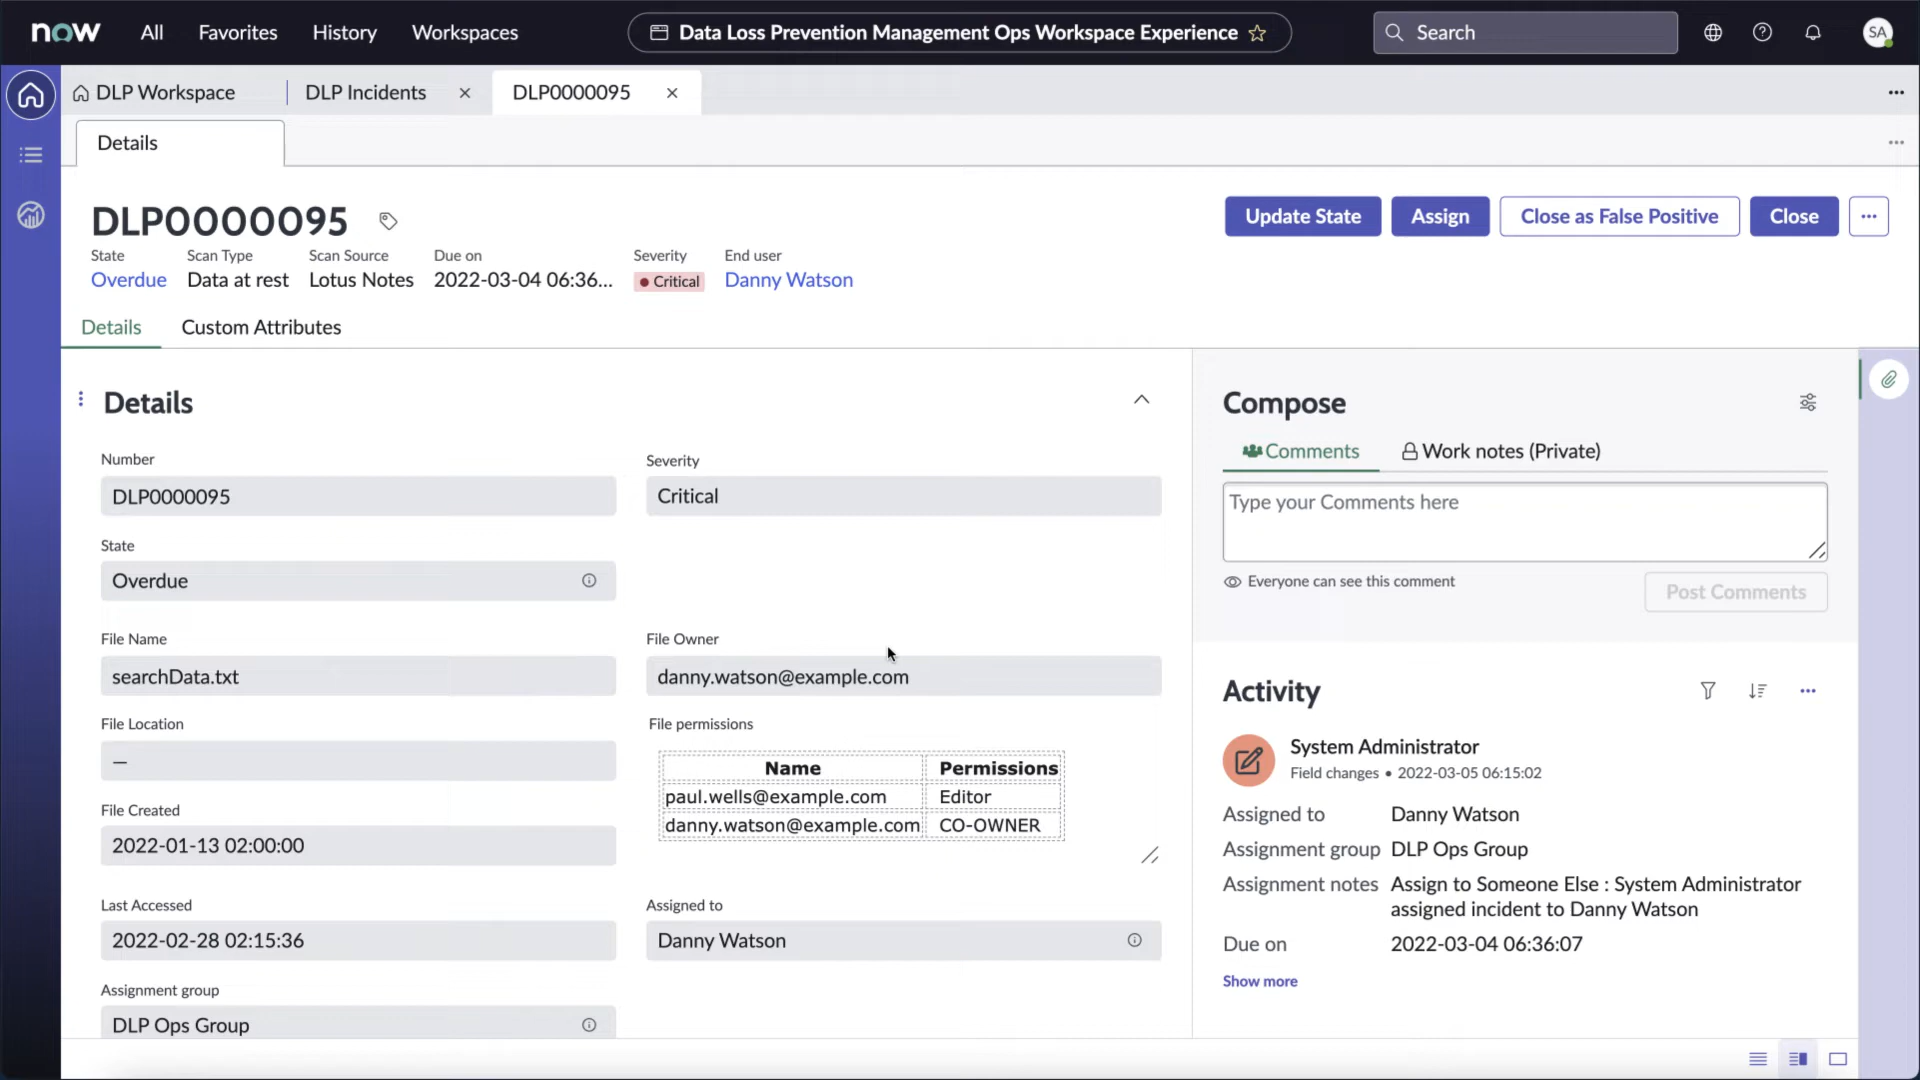 now
All
Favorites
History
Workspaces
Data Loss Prevention Management Ops Workspace Experience
Search
SA
DLP Workspace
DLP Incidents
DLP0000095
Details
DLP0000095
Update State
Assign
Close as False Positive
Close
State
Scan Type
Scan Source
Due on
Severity
End user
Overdue
Data at rest
Lotus Notes
2022-03-04 06:36...
Critical
Danny Watson
Details
Custom Attributes
Details
Number
DLP0000095
Severity
Critical
State
Overdue
File Name
searchData.txt
File Owner
danny.watson@example.com
File Location
—
File permissions
Name Permissions
paul.wells@example.com Editor
danny.watson@example.com CO-OWNER
File Created
2022-01-13 02:00:00
Last Accessed
2022-02-28 02:15:36
Assigned to
Danny Watson
Assignment group
DLP Ops Group
Compose
Comments
Work notes (Private)
Type your Comments here
Everyone can see this comment
Post Comments
Activity
System Administrator
Field changes • 2022-03-05 06:15:02
Assigned to Danny Watson
Assignment group DLP Ops Group
Assignment notes Assign to Someone Else : System Administrator
assigned incident to Danny Watson
Due on 2022-03-04 06:36:07
Show more